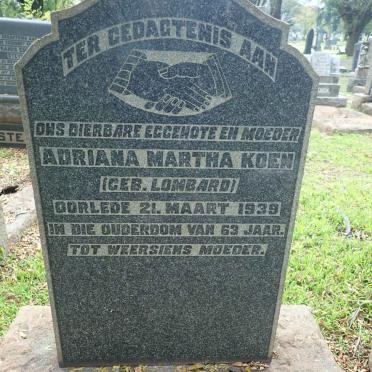 TER GEDAGTENIS AAN
ONS DIERBARE EGGENOTE EN MOEDER
ADRIANA MARTHA KOEN
(GEB. LOMBARD)
OORLEDE 21. MAART 1939
IN DIE OUDERDOM VAN 63 JAAR.
TOT WEERSIENS MOEDER.
STE